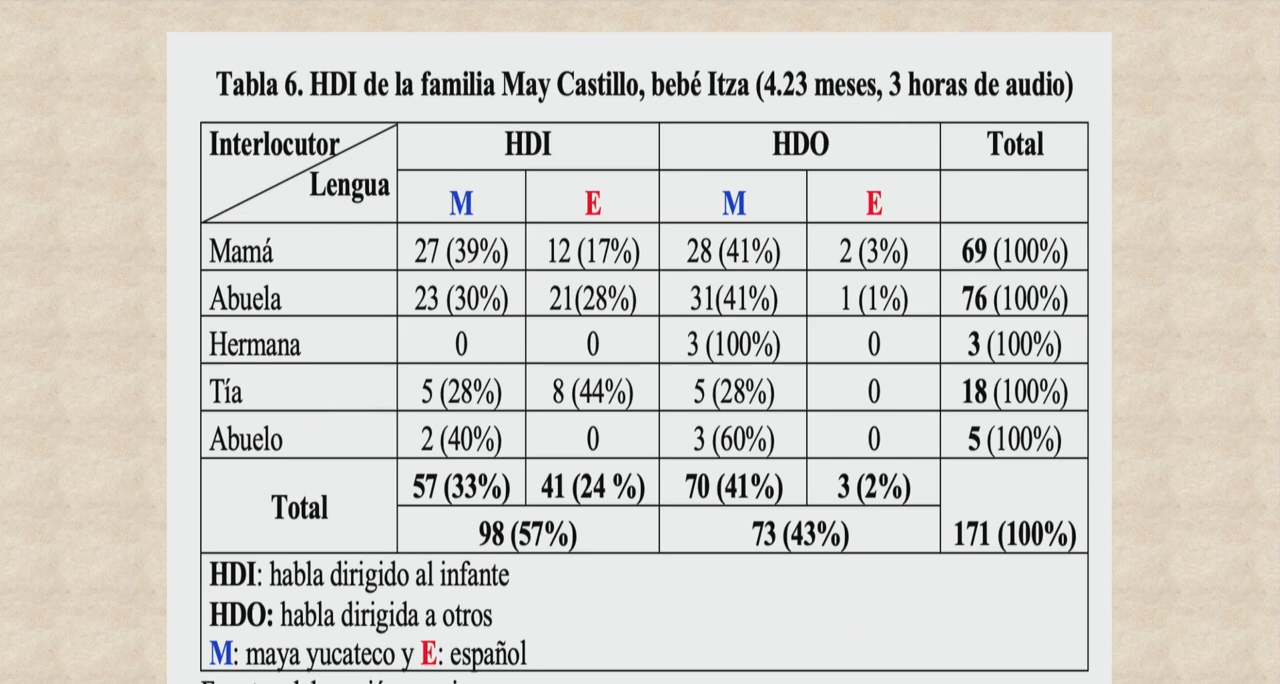 Tabla 6. HDI de la familia May Castillo, bebé Itza (4.23 meses, 3 horas de audio)
Interlocutor HDI HDO Total
Lengua
M E M E
Mamá 27 (39%) 12 (17%) 28 (41%) 2 (3%) 69 (100%)
Abuela 23 (30%) 21(28%) 31(41%) 1 (1%) 76 (100%)
Hermana 0 0 3 (100%) 0 3 (100%)
Tía 5 (28%) 8 (44%) 5 (28%) 0 18 (100%)
Abuelo 2 (40%) 0 3 (60%) 0 5 (100%)
Total 57 (33%) 41 (24 %) 70 (41%) 3 (2%)
98 (57%) 73 (43%) 171 (100%)
HDI: habla dirigido al infante
HDO: habla dirigida a otros
M: maya yucateco y E: español